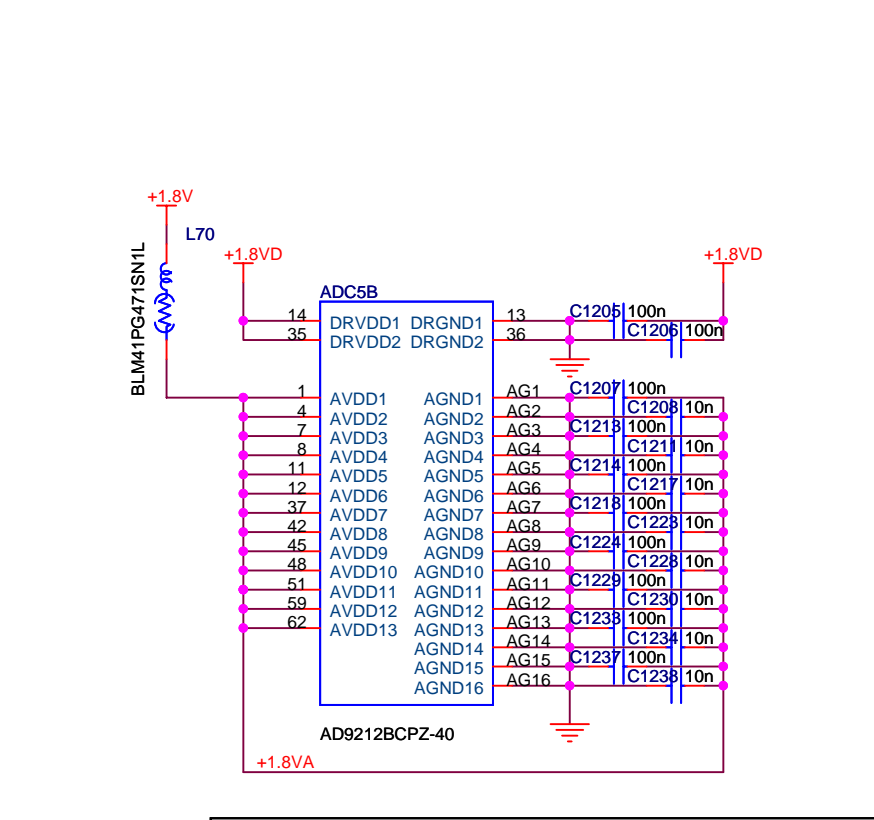 +1.8V
L70
BLM41PG471SN1L
+1.8VD
+1.8VD
ADC5B
14 DRVDD1 DRGND1 13 C1205 100n
35 DRVDD2 DRGND2 36 C1206 100n
1 AVDD1 AGND1 AG1 C1207 100n
4 AVDD2 AGND2 AG2 C1208 10n
7 AVDD3 AGND3 AG3 C1213 100n
8 AVDD4 AGND4 AG4 C1211 10n
11 AVDD5 AGND5 AG5 C1214 100n
12 AVDD6 AGND6 AG6 C1217 10n
37 AVDD7 AGND7 AG7 C1218 100n
42 AVDD8 AGND8 AG8 C1223 10n
45 AVDD9 AGND9 AG9 C1224 100n
48 AVDD10 AGND10 AG10 C1228 10n
51 AVDD11 AGND11 AG11 C1229 100n
59 AVDD12 AGND12 AG12 C1230 10n
62 AVDD13 AGND13 AG13 C1233 100n
AGND14 AG14 C1234 10n
AGND15 AG15 C1237 100n
AGND16 AG16 C1238 10n
AD9212BCPZ-40
+1.8VA